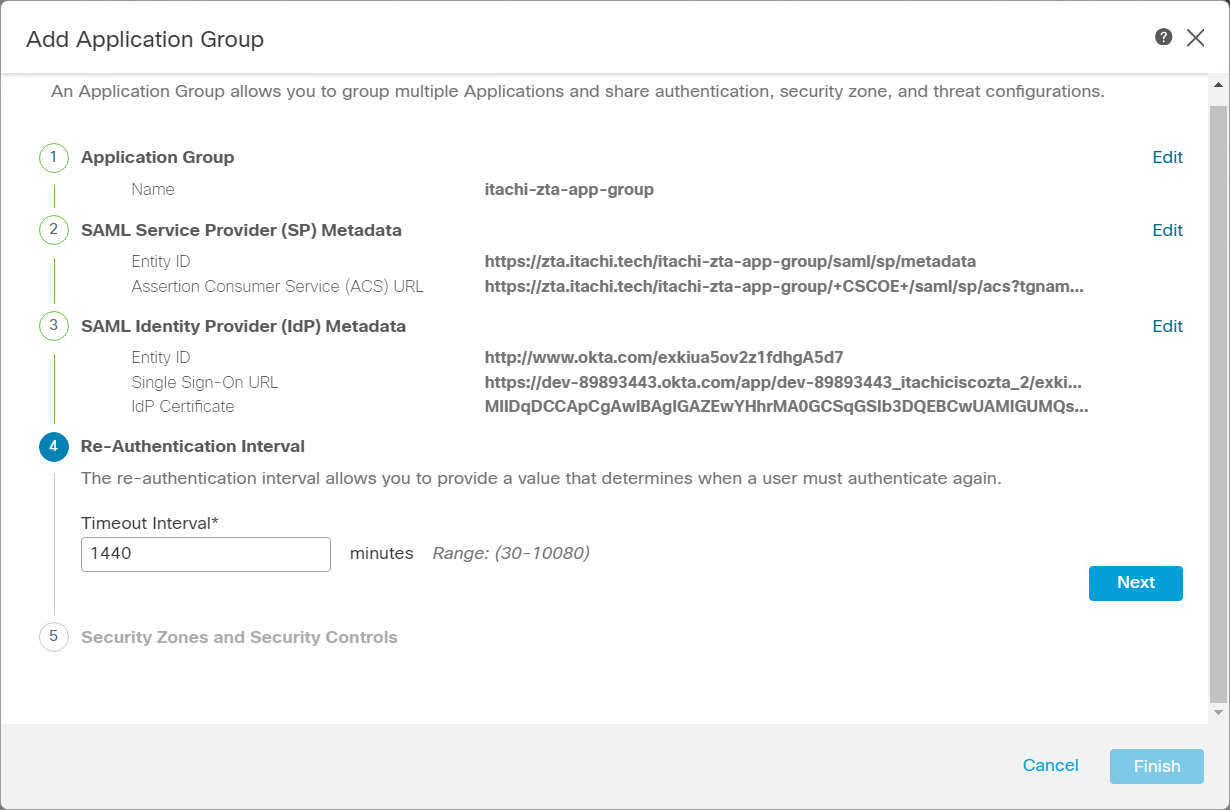 Add Application Group
?
An Application Group allows you to group multiple Applications and share authentication, security zone, and threat configurations.
1 Application Group Edit
Name itachi-zta-app-group
2 SAML Service Provider (SP) Metadata Edit
Entity ID https://zta.itachi.tech/itachi-zta-app-group/saml/sp/metadata
Assertion Consumer Service (ACS) URL https://zta.itachi.tech/itachi-zta-app-group/+CSCOE+/saml/sp/acs?tgnam...
3 SAML Identity Provider (IdP) Metadata Edit
Entity ID http://www.okta.com/exkiua5ov2z1fdhgA5d7
Single Sign-On URL https://dev-89893443.okta.com/app/dev-89893443_itachiciscozta_2/exki...
IdP Certificate MIIDqDCCApCgAwIBAgIGAZEwYHhrMA0GCSqGSIb3DQEBCwUAMIGUMQs...
4 Re-Authentication Interval
The re-authentication interval allows you to provide a value that determines when a user must authenticate again.
Timeout Interval*
1440 minutes Range: (30-10080)
Next
5 Security Zones and Security Controls
Cancel Finish